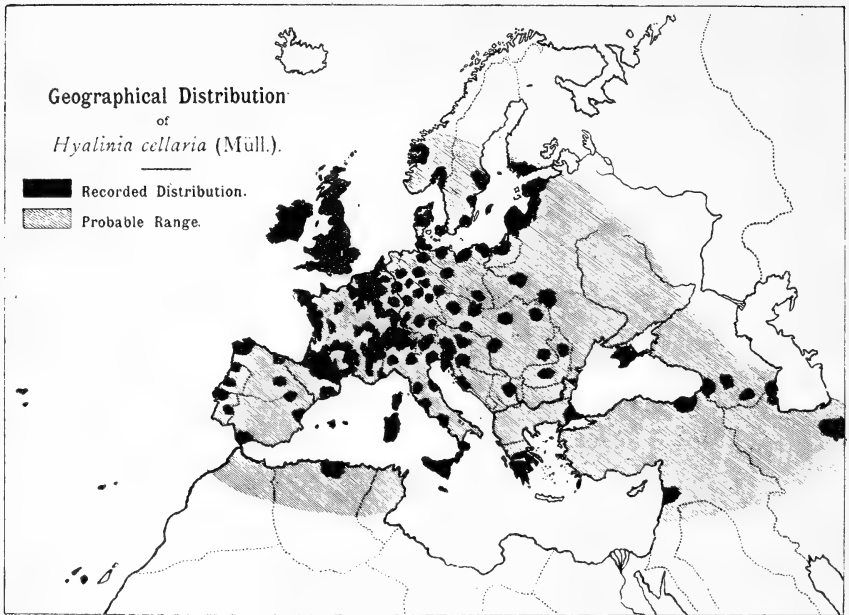 Geographical Distribution
of
Hyalinia cellaria (Müll.).
Recorded Distribution.
Probable Range.